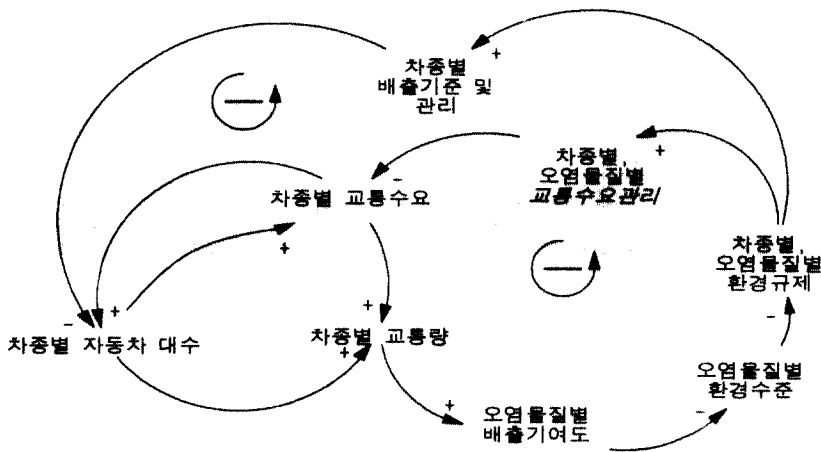 차종별
배출기준 및
관리
차종별,
오염물질별
교통수요관리
차종별 교통수요
차종별,
오염물질별
환경규제
차종별 자동차 대수
차종별 교통량
오염물질별
환경수준
오염물질별
배출기여도
+
+
-
+
-
+
+
+
-
+
-